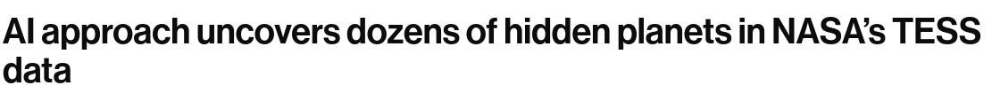 AI approach uncovers dozens of hidden planets in NASA’s TESS
data